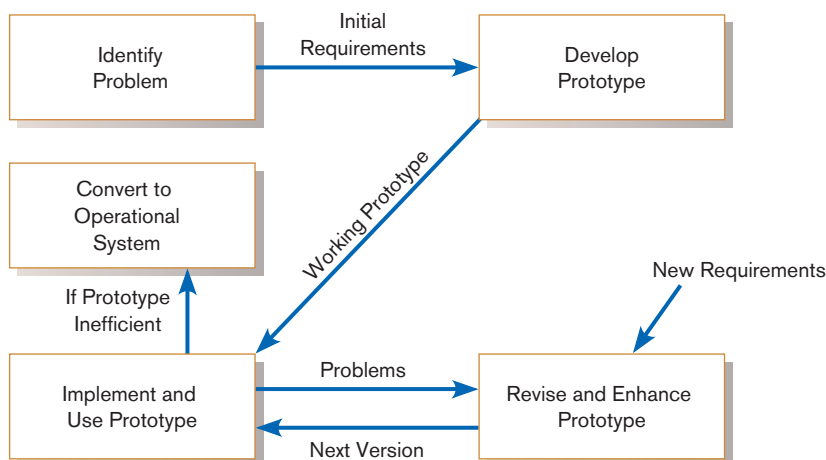 Identify
Problem
Initial
Requirements
Develop
Prototype
Convert to
Operational
System
Working Prototype
New Requirements
If Prototype
Inefficient
Implement and
Use Prototype
Problems
Next Version
Revise and Enhance
Prototype